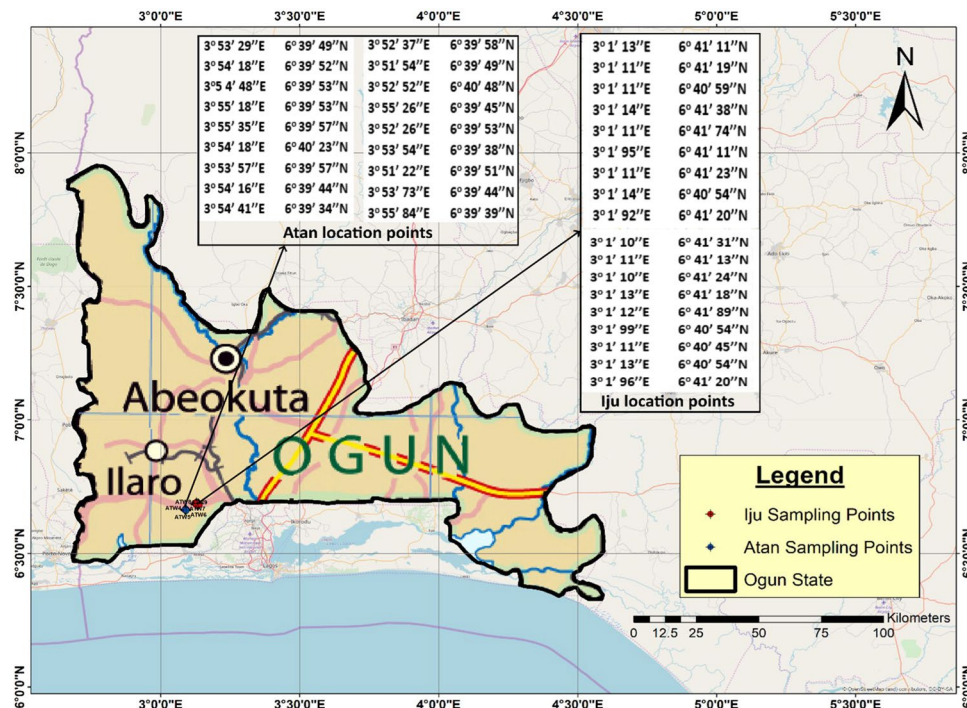 3°0'0"E 3°30'0"E 4°0'0"E 4°30'0"E 5°0'0"E 5°30'0"E
3° 53' 29"E 6° 39' 49"N 3° 52' 37"E 6° 39' 58"N
3° 54' 18"E 6° 39' 52"N 3° 51' 54"E 6° 39' 49"N
3°5 4' 48"E 6° 39' 53"N 3° 52' 52"E 6° 40' 48"N
3° 55' 18"E 6° 39' 53"N 3° 55' 26"E 6° 39' 45"N
3° 55' 35"E 6° 39' 57"N 3° 52' 26"E 6° 39' 53"N
3° 54' 18"E 6° 40' 23"N 3° 53' 54"E 6° 39' 38"N
3° 53' 57"E 6° 39' 57"N 3° 51' 22"E 6° 39' 51"N
3° 54' 16"E 6° 39' 44"N 3° 53' 73"E 6° 39' 44"N
3° 54' 41"E 6° 39' 34"N 3° 55' 84"E 6° 39' 39"N
Atan location points
3° 1' 13"E 6° 41' 11"N
3° 1' 11"E 6° 41' 19"N
3° 1' 11"E 6° 40' 59"N
3° 1' 14"E 6° 41' 38"N
3° 1' 11"E 6° 41' 74"N
3° 1' 95"E 6° 41' 11"N
3° 1' 11"E 6° 41' 23"N
3° 1' 14"E 6° 40' 54"N
3° 1' 92"E 6° 41' 20"N
3° 1' 10"E 6° 41' 31"N
3° 1' 11"E 6° 41' 13"N
3° 1' 10"E 6° 41' 24"N
3° 1' 13"E 6° 41' 18"N
3° 1' 12"E 6° 41' 89"N
3° 1' 99"E 6° 40' 54"N
3° 1' 11"E 6° 40' 45"N
3° 1' 13"E 6° 40' 54"N
3° 1' 96"E 6° 41' 20"N
Iju location points
N
8°0'0"N 8°0'0"N
7°30'0"N 7°30'0"N
7°0'0"N 7°0'0"N
6°30'0"N 6°30'0"N
6°0'0"N 6°0'0"N
Abeokuta
OGUN
Ilaro
Legend
Iju Sampling Points
Atan Sampling Points
Ogun State
Kilometers
0 12.5 25 50 75 100
3°0'0"E 3°30'0"E 4°0'0"E 4°30'0"E 5°0'0"E 5°30'0"E